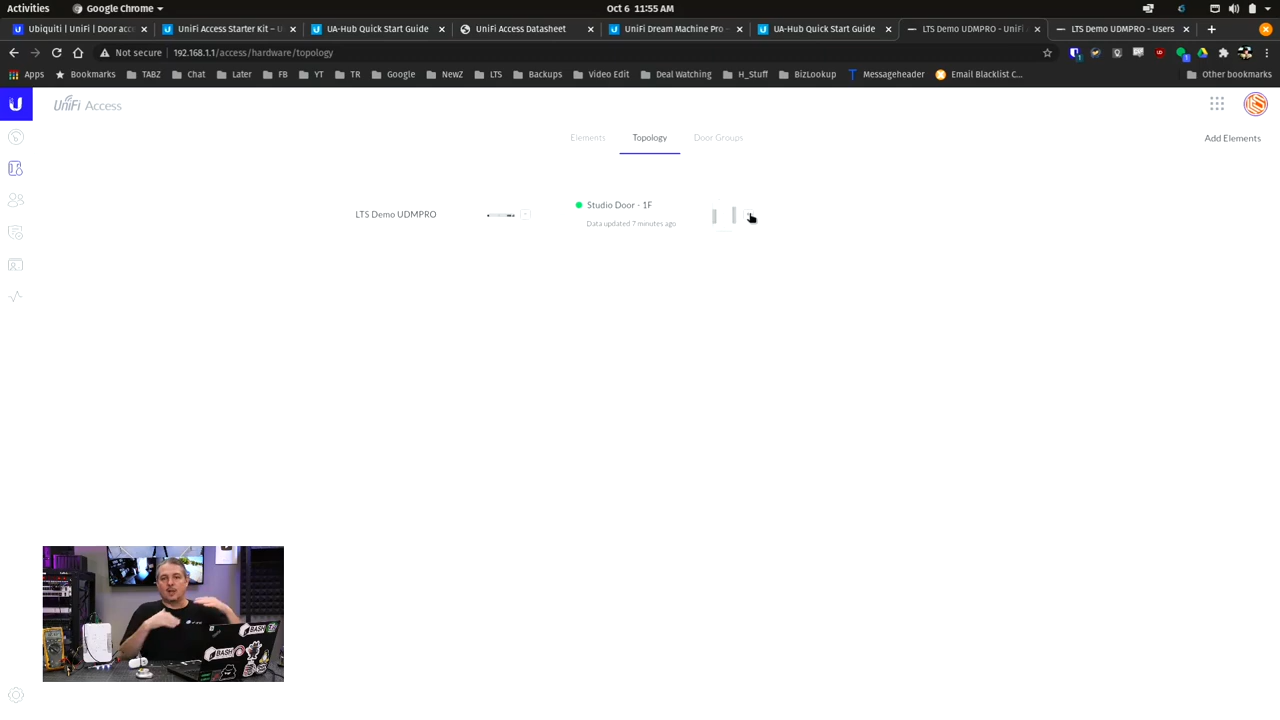 Activities
Google Chrome
Oct 6 11:55 AM
Ubiquiti | UniFi | Door acce
UniFi Access Starter Kit – U
UA-Hub Quick Start Guide
UniFi Access Datasheet
UniFi Dream Machine Pro –
UA-Hub Quick Start Guide
LTS Demo UDMPRO - UniFi
LTS Demo UDMPRO - Users
Not secure
192.168.1.1/access/hardware/topology
Apps
Bookmarks
TABZ
Chat
Later
FB
YT
TR
Google
NewZ
LTS
Backups
Video Edit
Deal Watching
H_Stuff
BizLookup
Messageheader
Email Blacklist C...
Other bookmarks
UniFi Access
Elements
Topology
Door Groups
Add Elements
LTS Demo UDMPRO
Studio Door - 1F
Data updated 7 minutes ago
BASH
BASH